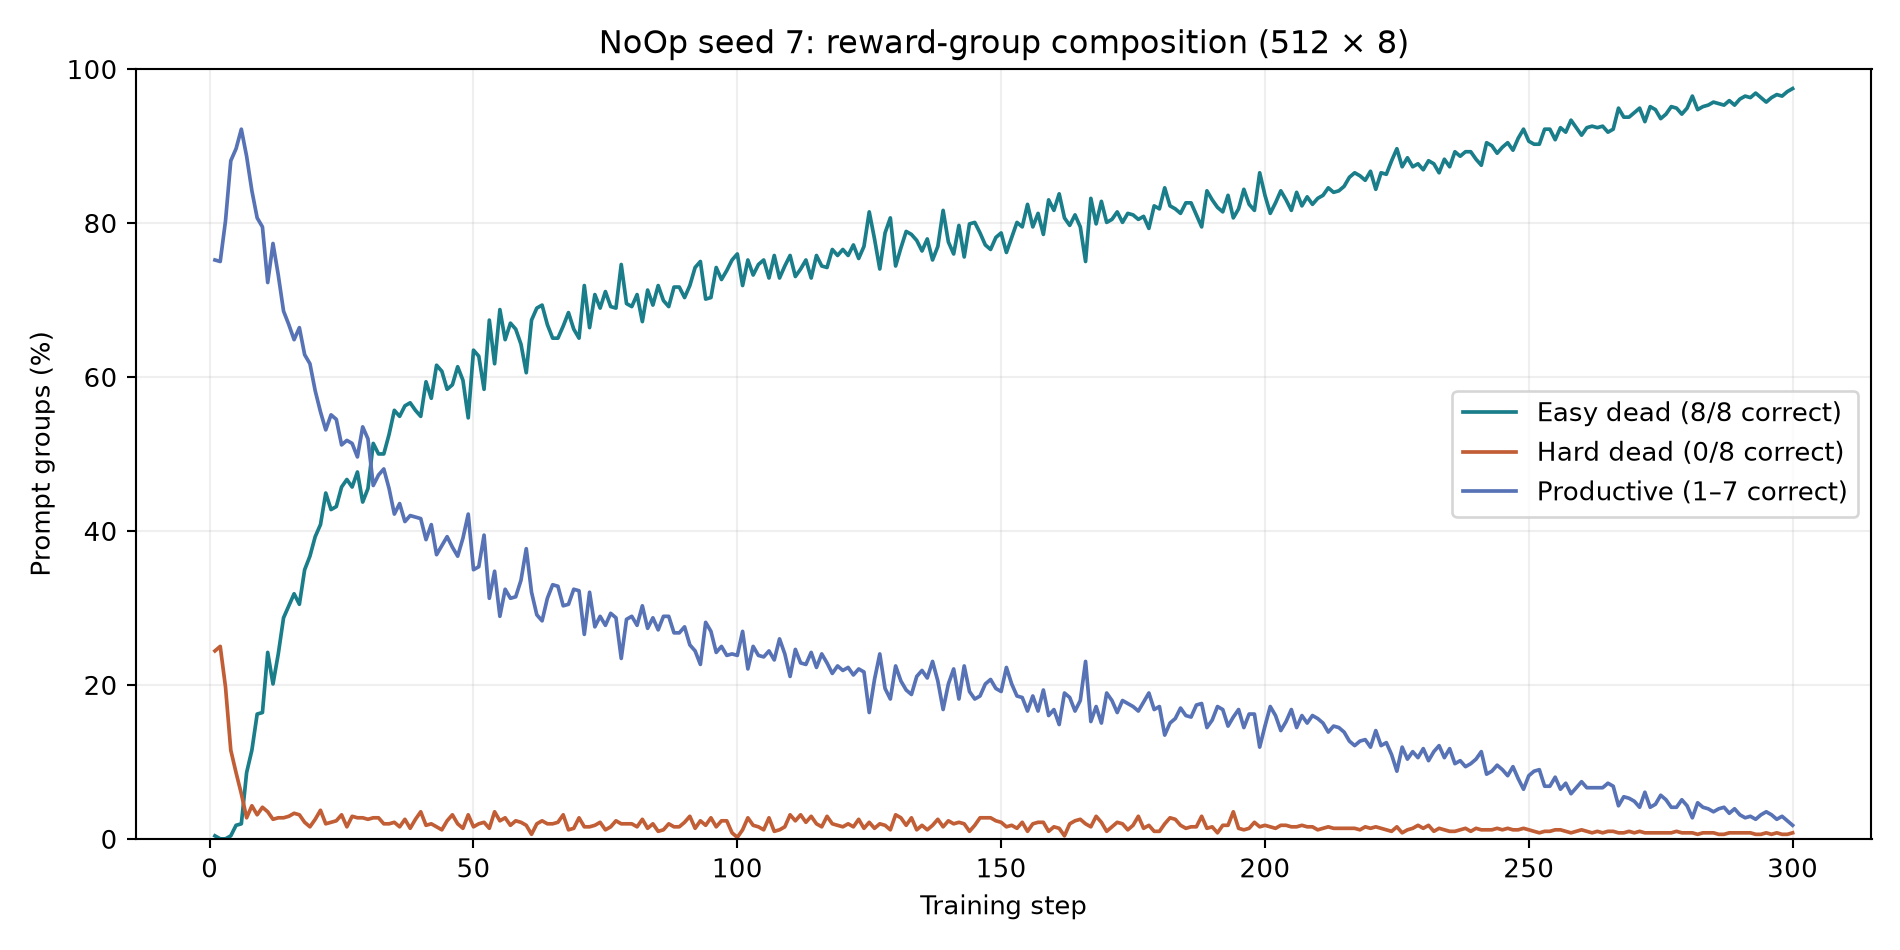 NoOp seed 7: reward-group composition (512 × 8)
100
80
60
40
20
0
Prompt groups (%)
Easy dead (8/8 correct)
Hard dead (0/8 correct)
Productive (1–7 correct)
0 50 100 150 200 250 300
Training step